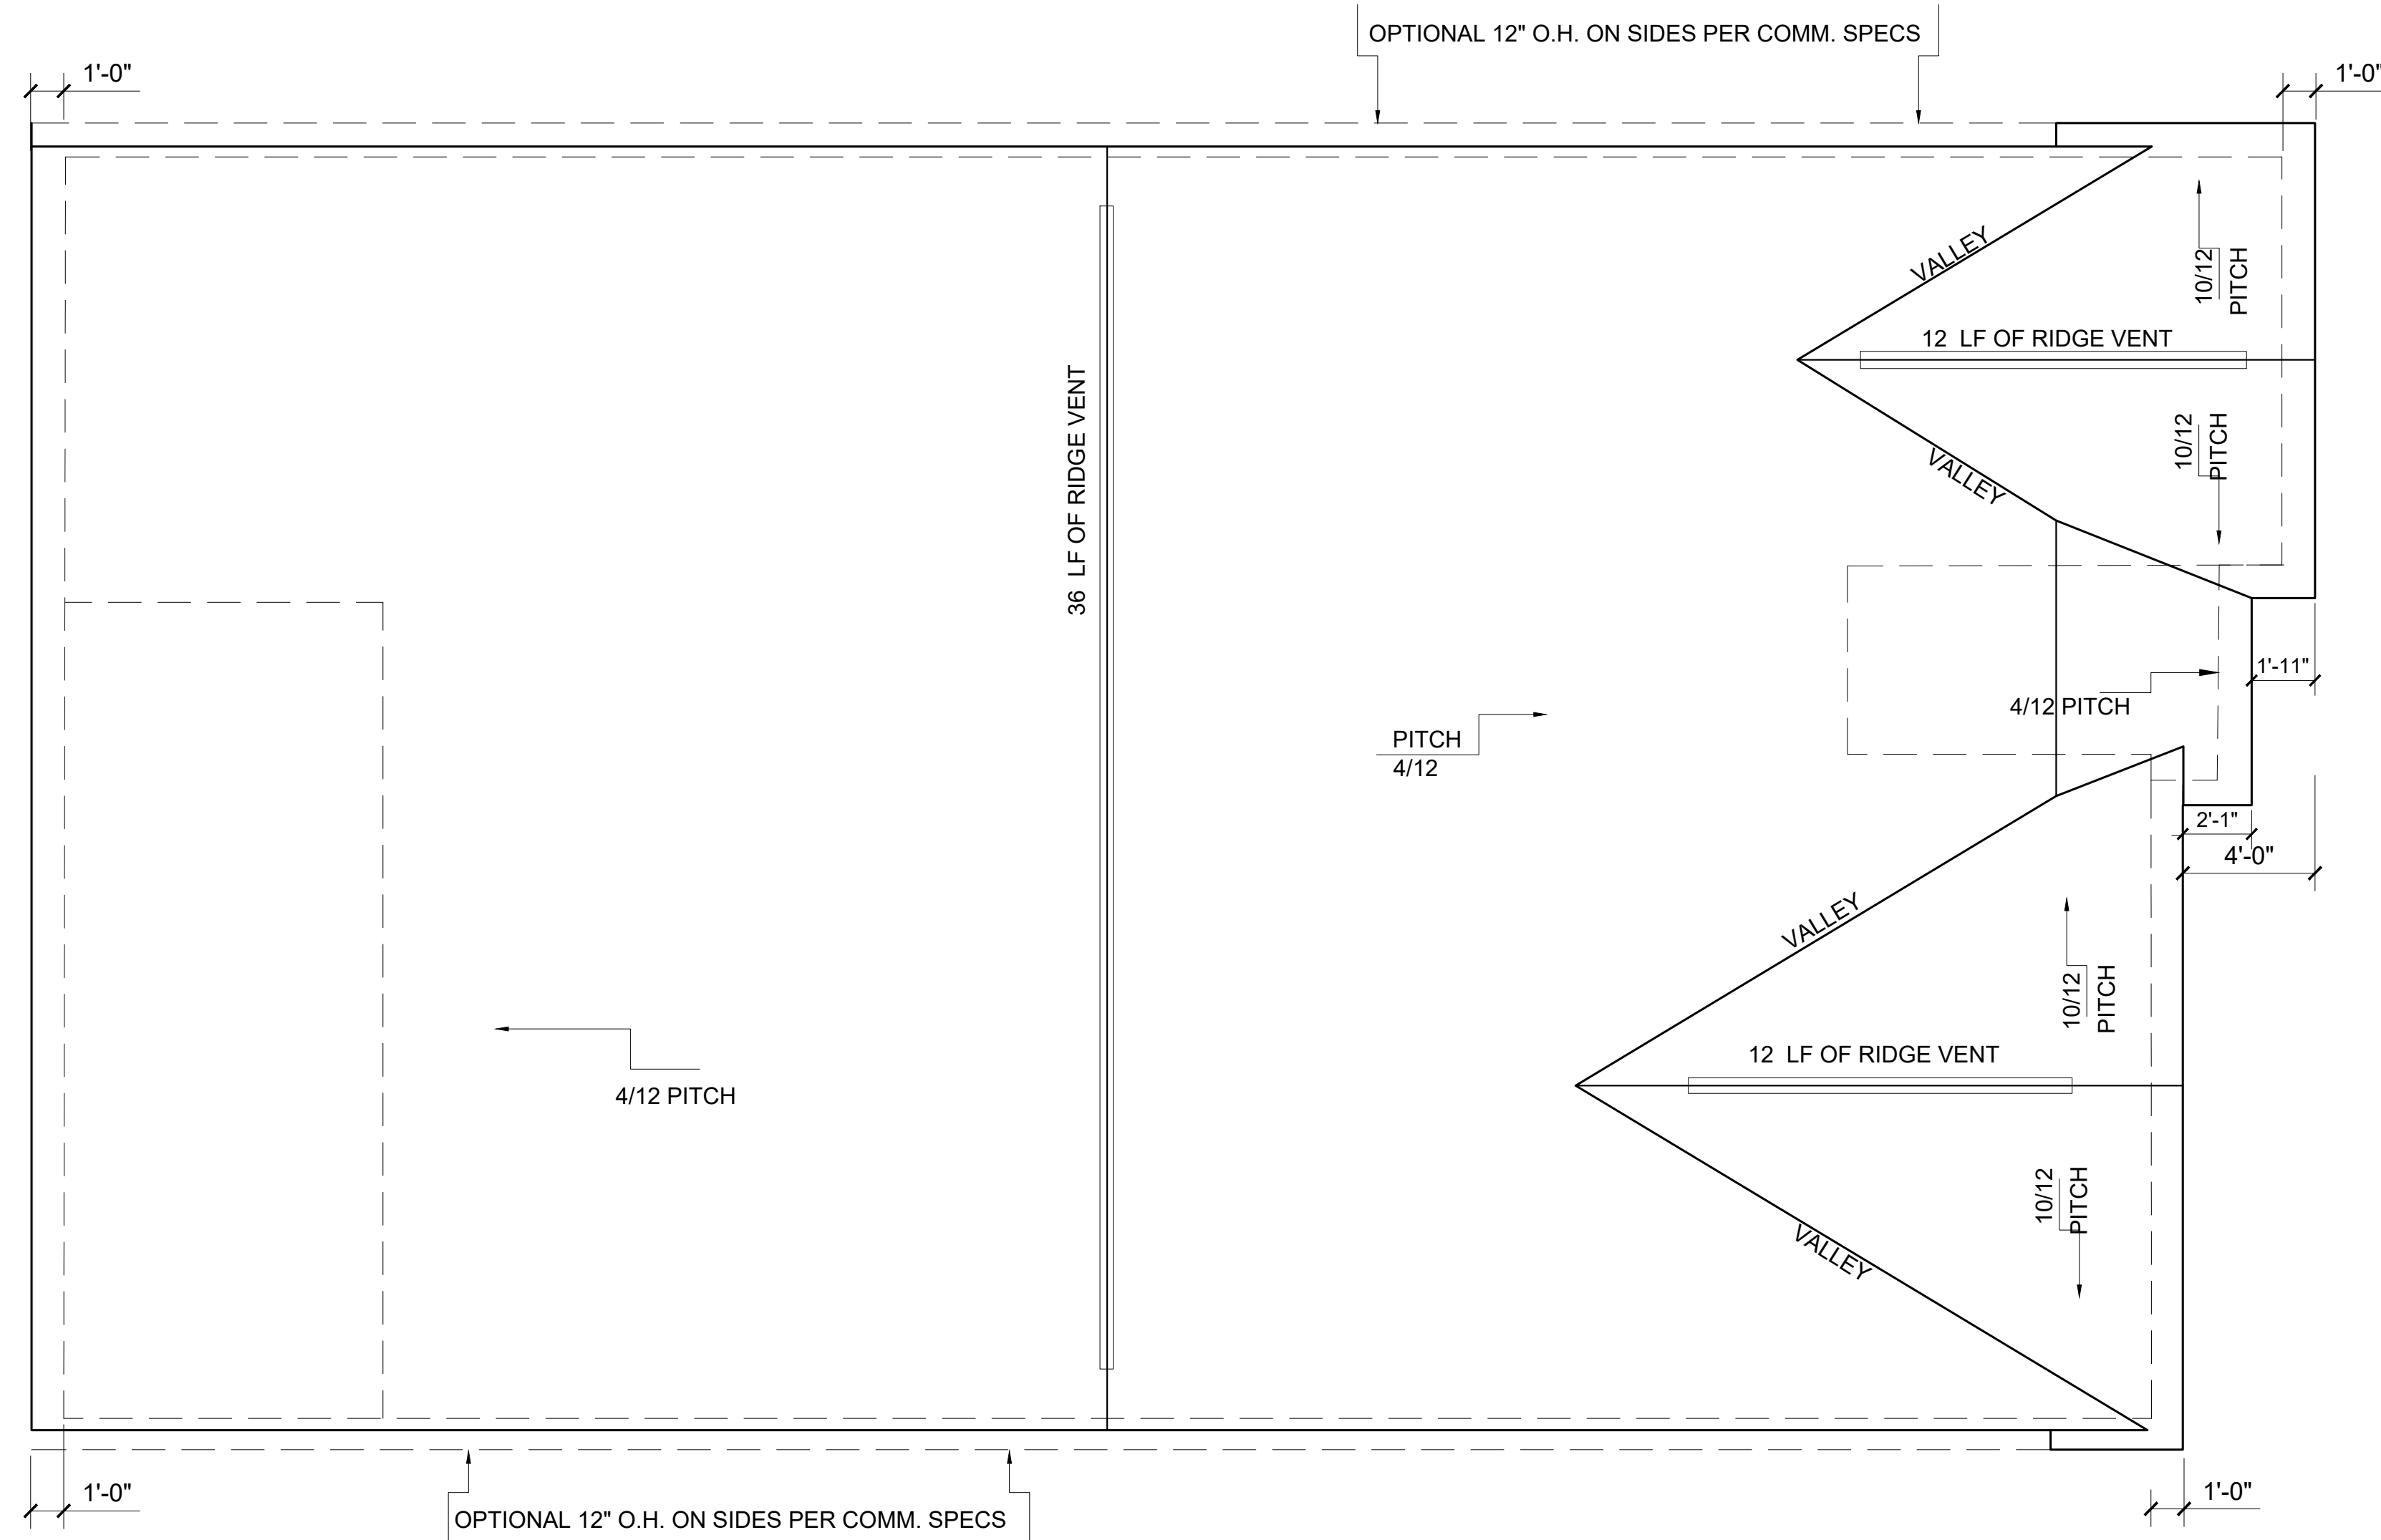 OPTIONAL 12" O.H. ON SIDES PER COMM. SPECS
1'-0"
1'-0"
VALLEY
10/12
PITCH
12 LF OF RIDGE VENT
36 LF OF RIDGE VENT
10/12
PITCH
VALLEY
1'-11"
4/12 PITCH
PITCH
4/12
2'-1"
4'-0"
VALLEY
10/12
PITCH
12 LF OF RIDGE VENT
4/12 PITCH
10/12
PITCH
VALLEY
1'-0"
1'-0"
OPTIONAL 12" O.H. ON SIDES PER COMM. SPECS